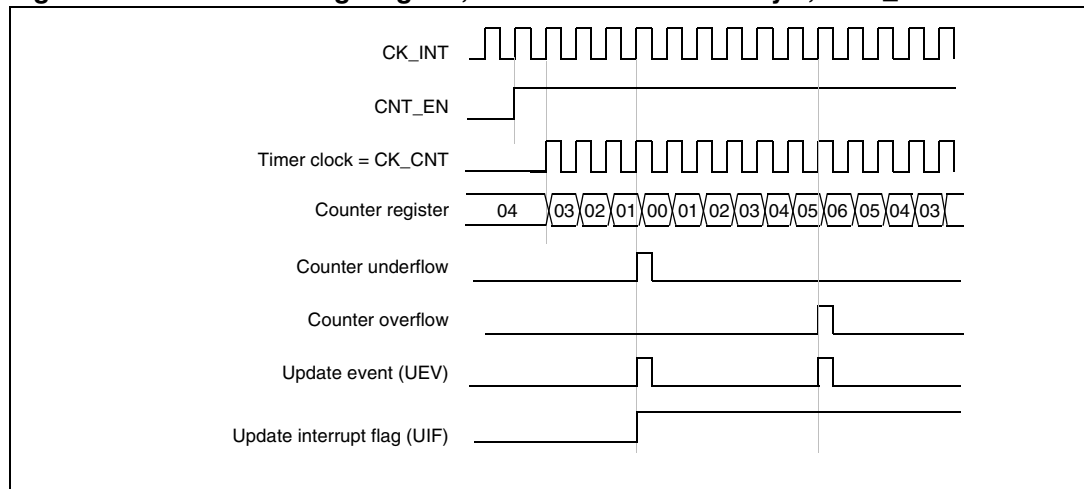 CK_INT
CNT_EN
Timer clock = CK_CNT
Counter register 04 03 02 01 00 01 02 03 04 05 06 05 04 03
Counter underflow
Counter overflow
Update event (UEV)
Update interrupt flag (UIF)